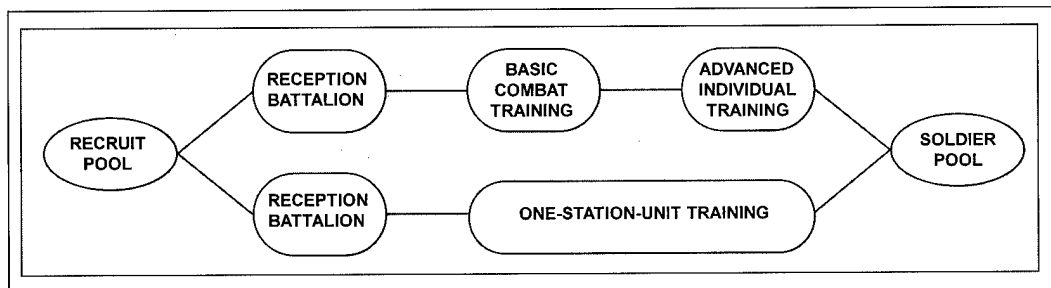 RECEPTION
BATTALION
BASIC
COMBAT
TRAINING
ADVANCED
INDIVIDUAL
TRAINING
RECRUIT
POOL
SOLDIER
POOL
RECEPTION
BATTALION
ONE-STATION-UNIT TRAINING